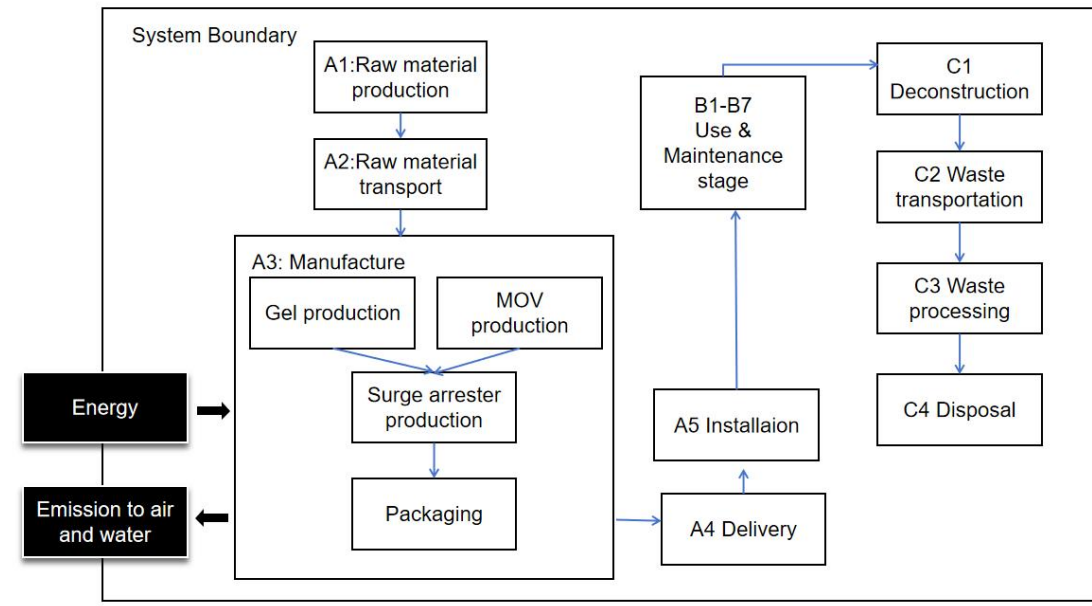 System Boundary
A1:Raw material
production
A2:Raw material
transport
A3: Manufacture
Gel production
MOV
production
Surge arrester
production
Packaging
Energy
Emission to air
and water
A4 Delivery
A5 Installaion
B1-B7
Use &
Maintenance
stage
C1
Deconstruction
C2 Waste
transportation
C3 Waste
processing
C4 Disposal